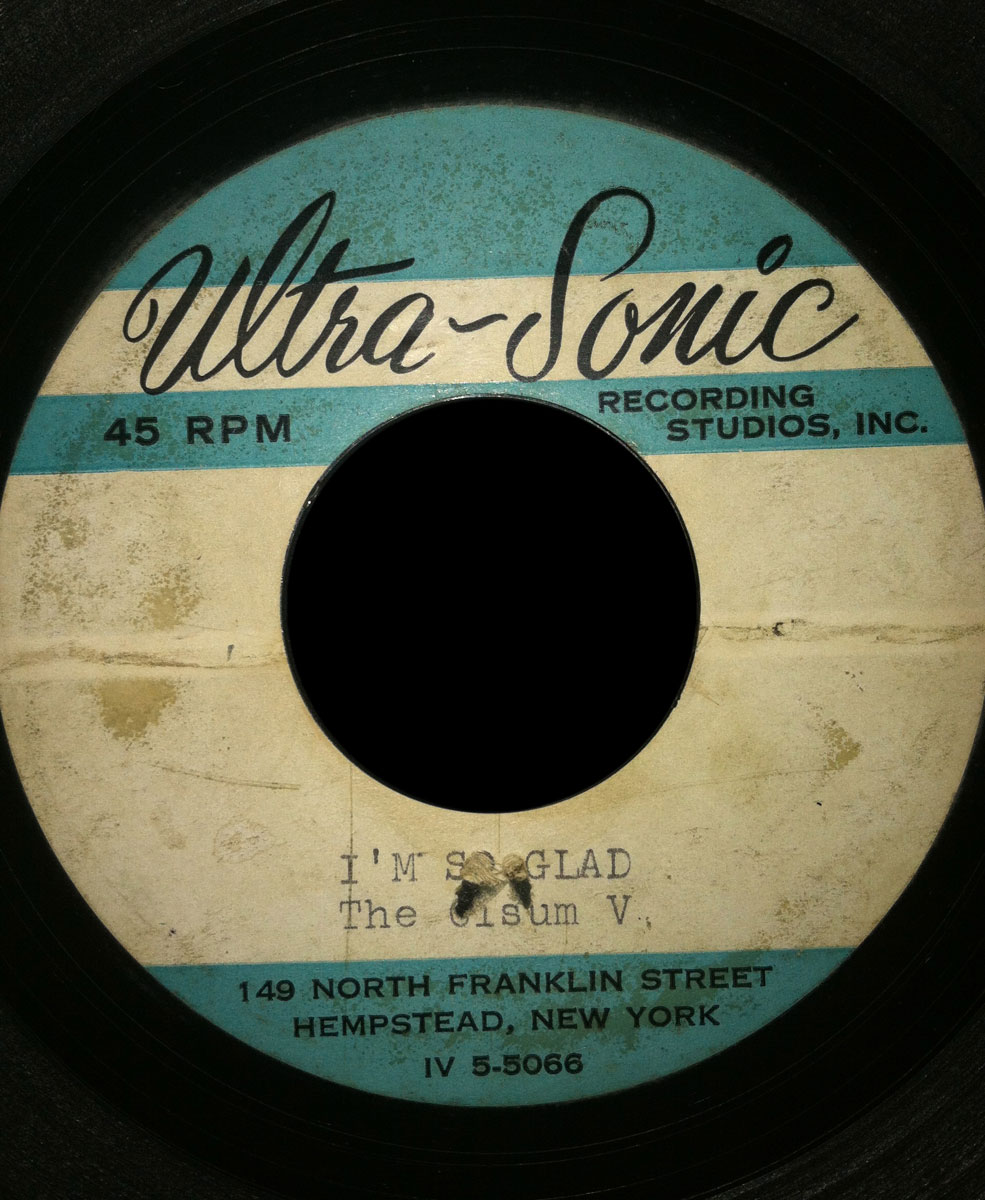 Ultra-Sonic
45 RPM
RECORDING
STUDIOS, INC.
I'M SO GLAD
The V.
149 NORTH FRANKLIN STREET
HEMPSTEAD, NEW YORK
IV 5-5066